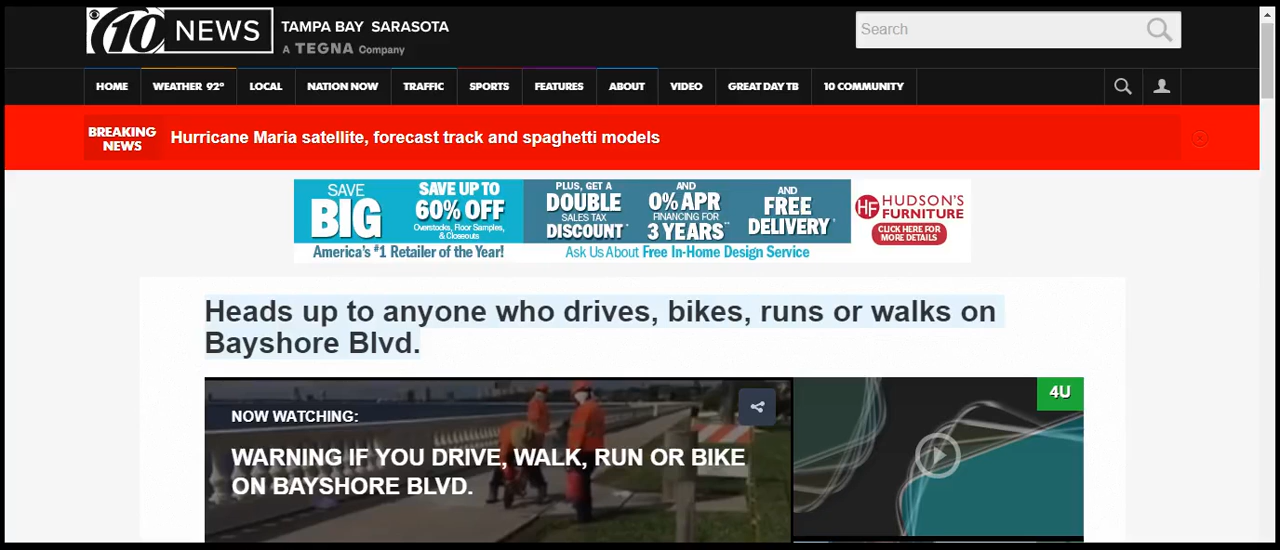 10 NEWS
TAMPA BAY SARASOTA
A TEGNA Company
Search
HOME WEATHER 92° LOCAL NATION NOW TRAFFIC SPORTS FEATURES ABOUT VIDEO GREAT DAY TB 10 COMMUNITY
BREAKING
NEWS
Hurricane Maria satellite, forecast track and spaghetti models
SAVE
BIG
SAVE UP TO
60% OFF
Overstocks, Floor Samples,
& Closeouts
PLUS, GET A
DOUBLE
SALES TAX
DISCOUNT*
AND
0% APR
FINANCING FOR
3 YEARS**
AND
FREE
DELIVERY*
HF HUDSON'S
FURNITURE
CLICK HERE FOR
MORE DETAILS
America's #1 Retailer of the Year!
Ask Us About Free In-Home Design Service
Heads up to anyone who drives, bikes, runs or walks on
Bayshore Blvd.
NOW WATCHING:
WARNING IF YOU DRIVE, WALK, RUN OR BIKE
ON BAYSHORE BLVD.
4U